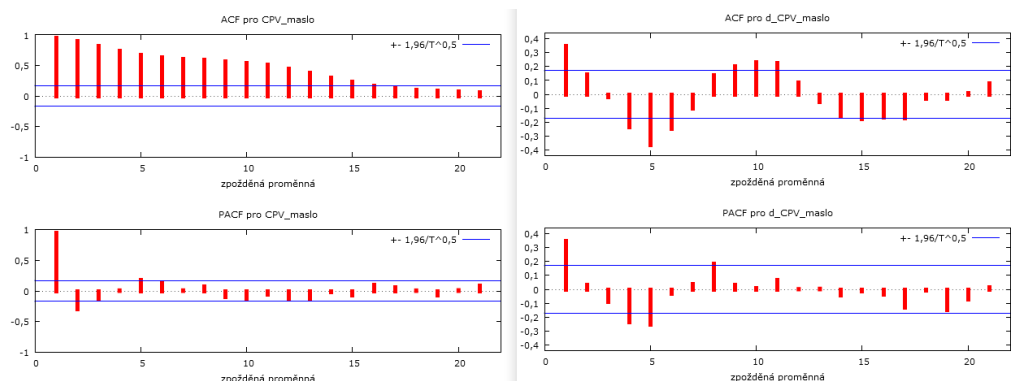 ACF pro CPV_maslo
+- 1,96/T^0,5
1
0,5
0
-0,5
-1
0 5 10 15 20
zpožděná proměnná
PACF pro CPV_maslo
+- 1,96/T^0,5
1
0,5
0
-0,5
-1
0 5 10 15 20
zpožděná proměnná
ACF pro d_CPV_maslo
+- 1,96/T^0,5
0,4
0,3
0,2
0,1
0
-0,1
-0,2
-0,3
-0,4
0 5 10 15 20
zpožděná proměnná
PACF pro d_CPV_maslo
+- 1,96/T^0,5
0,4
0,3
0,2
0,1
0
-0,1
-0,2
-0,3
-0,4
0 5 10 15 20
zpožděná proměnná